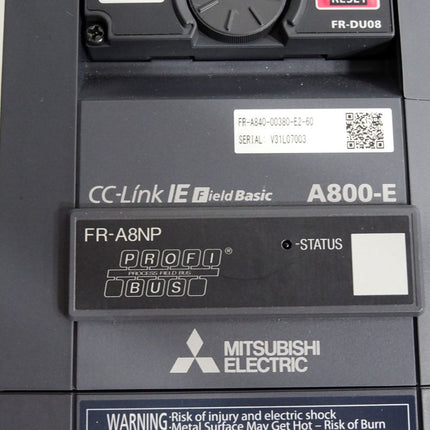 RESET
FR-DU08
FR-A840-00380-E2-60
SERIAL: V31L07003
CC-Link IE Field Basic
A800-E
FR-A8NP
PROFI®
PROCESS FIELD BUS
BUS
-STATUS
MITSUBISHI
ELECTRIC
WARNING
·Risk of injury and electric shock
·Metal Surface May Get Hot – Risk of Burn